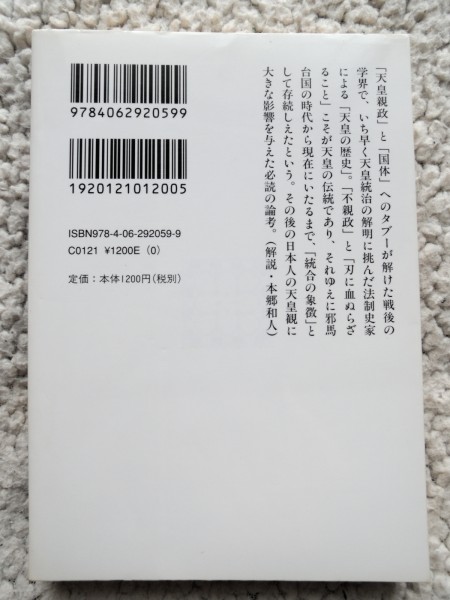 「天皇親政」と「国体」へのタブーが解けた戦後の
学界で、いち早く天皇統治の解明に挑んだ法制史家
による「天皇の歴史」。「不親政」と「刃に血ぬらざ
ること」こそが天皇の伝統であり、それゆえに邪馬
台国の時代から現在にいたるまで、「統合の象徴」と
して存続しえたという。その後の日本人の天皇観に
大きな影響を与えた必読の論考。（解説・本郷和人）
9784062920599
1920121012005
ISBN978-4-06-292059-9
C0121 ¥1200E (0)
定価：本体1200円（税別）